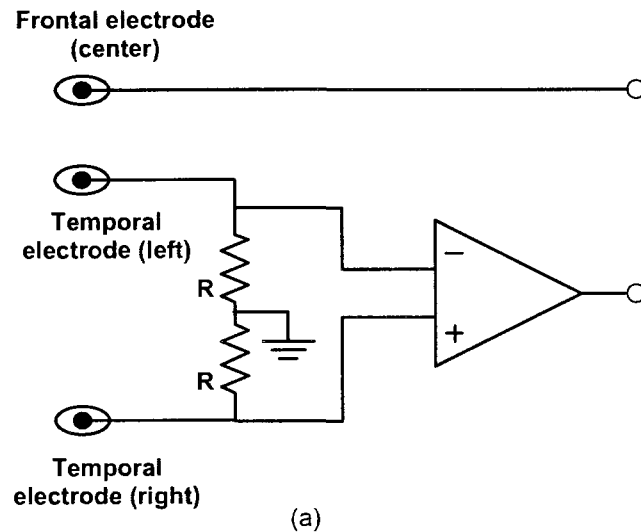 Frontal electrode
(center)
Temporal
electrode (left)
R
R
−
+
Temporal
electrode (right)
(a)